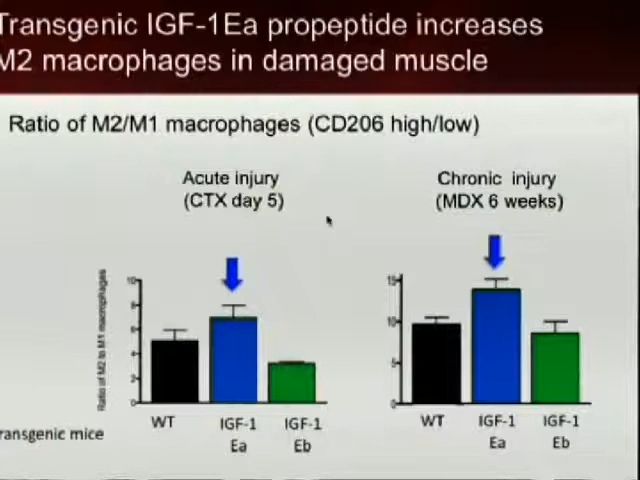 Transgenic IGF-1Ea propeptide increases
M2 macrophages in damaged muscle
Ratio of M2/M1 macrophages (CD206 high/low)
Acute injury
(CTX day 5)
Chronic injury
(MDX 6 weeks)
Ratio of M2 to M1 macrophages
10
8
6
4
2
0
15
10
5
0
WT
IGF-1
Ea
IGF-1
Eb
WT
IGF-1
Ea
IGF-1
Eb
ransgenic mice